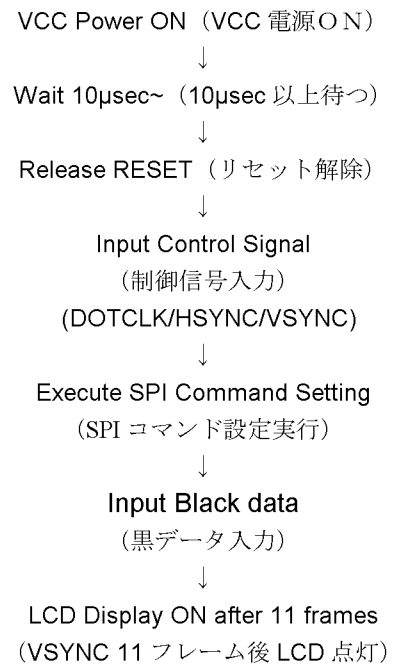 VCC Power ON（VCC 電源ＯＮ）
↓
Wait 10μsec~（10μsec 以上待つ）
↓
Release RESET（リセット解除）
↓
Input Control Signal
（制御信号入力）
(DOTCLK/HSYNC/VSYNC)
↓
Execute SPI Command Setting
（SPI コマンド設定実行）
↓
Input Black data
（黒データ入力）
↓
LCD Display ON after 11 frames
（VSYNC 11 フレーム後 LCD 点灯）